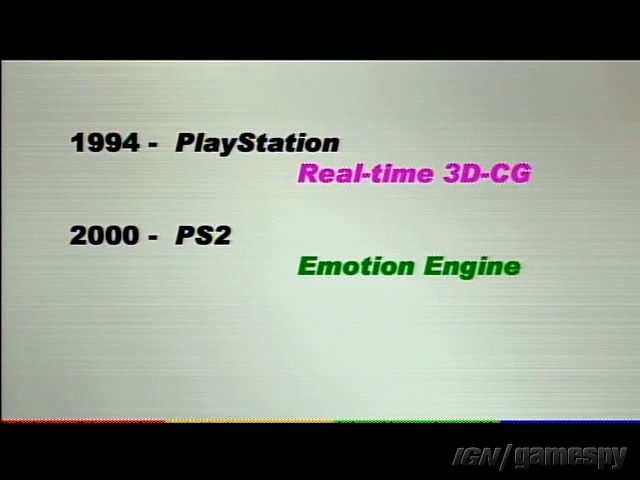 1994 - PlayStation
Real-time 3D-CG
2000 - PS2
Emotion Engine
IGN/gamespy